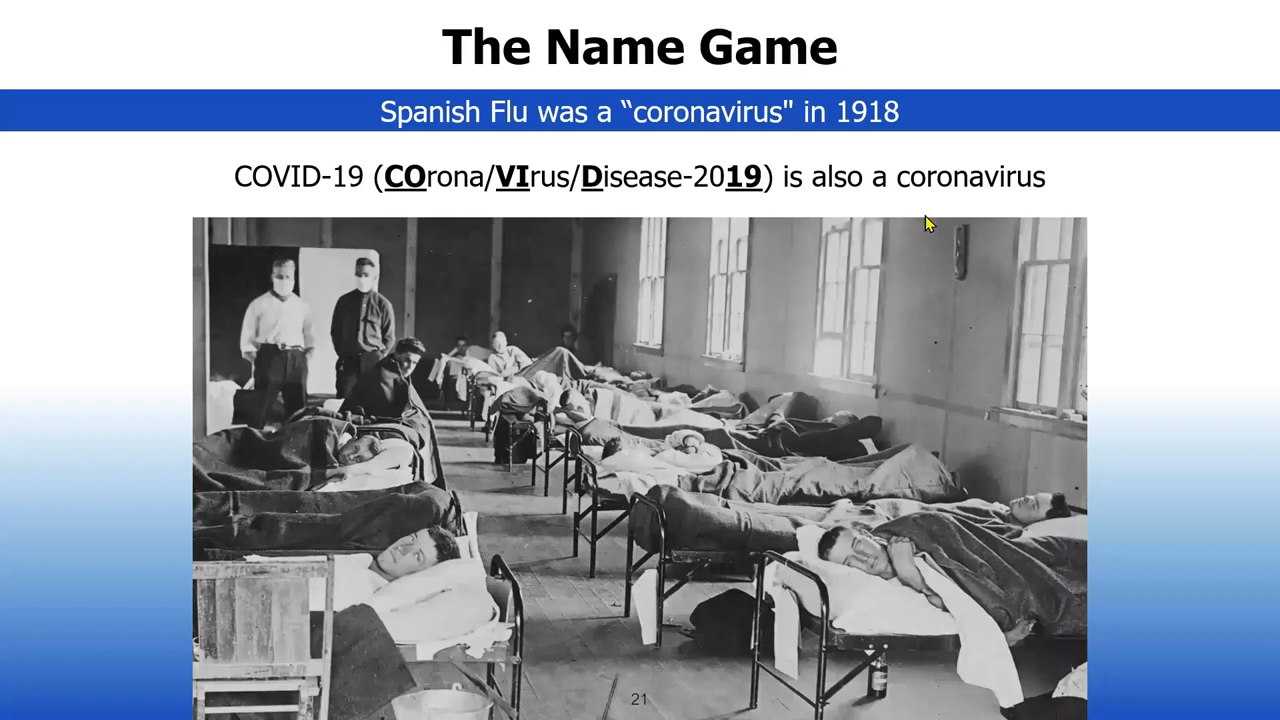 The Name Game
Spanish Flu was a “coronavirus" in 1918
COVID-19 (COrona/VIrus/Disease-2019) is also a coronavirus
21